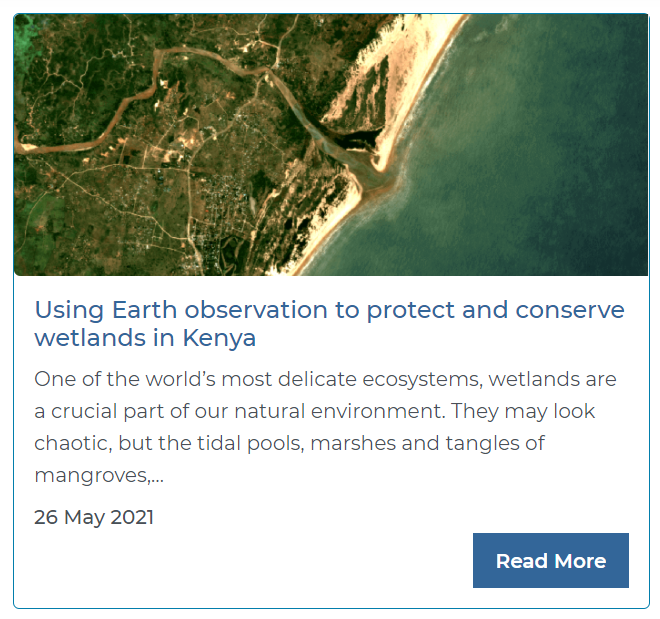 Using Earth observation to protect and conserve
wetlands in Kenya
One of the world’s most delicate ecosystems, wetlands are
a crucial part of our natural environment. They may look
chaotic, but the tidal pools, marshes and tangles of
mangroves,...
26 May 2021
Read More